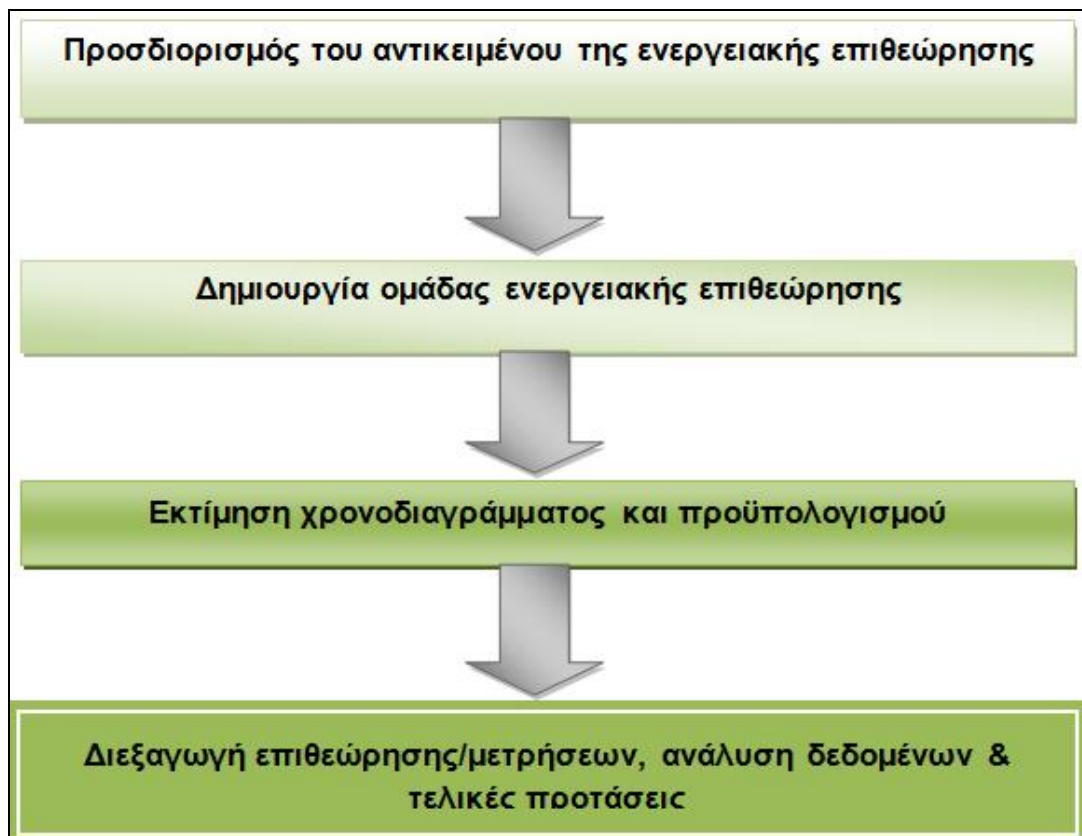 Προσδιορισμός του αντικειμένου της ενεργειακής επιθεώρησης
Δημιουργία ομάδας ενεργειακής επιθεώρησης
Εκτίμηση χρονοδιαγράμματος και προϋπολογισμού
Διεξαγωγή επιθεώρησης/μετρήσεων, ανάλυση δεδομένων &
τελικές προτάσεις